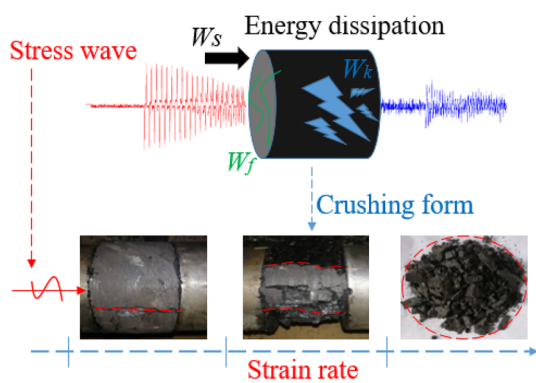 Energy dissipation
Stress wave
Ws
Wk
Wf
Crushing form
Strain rate